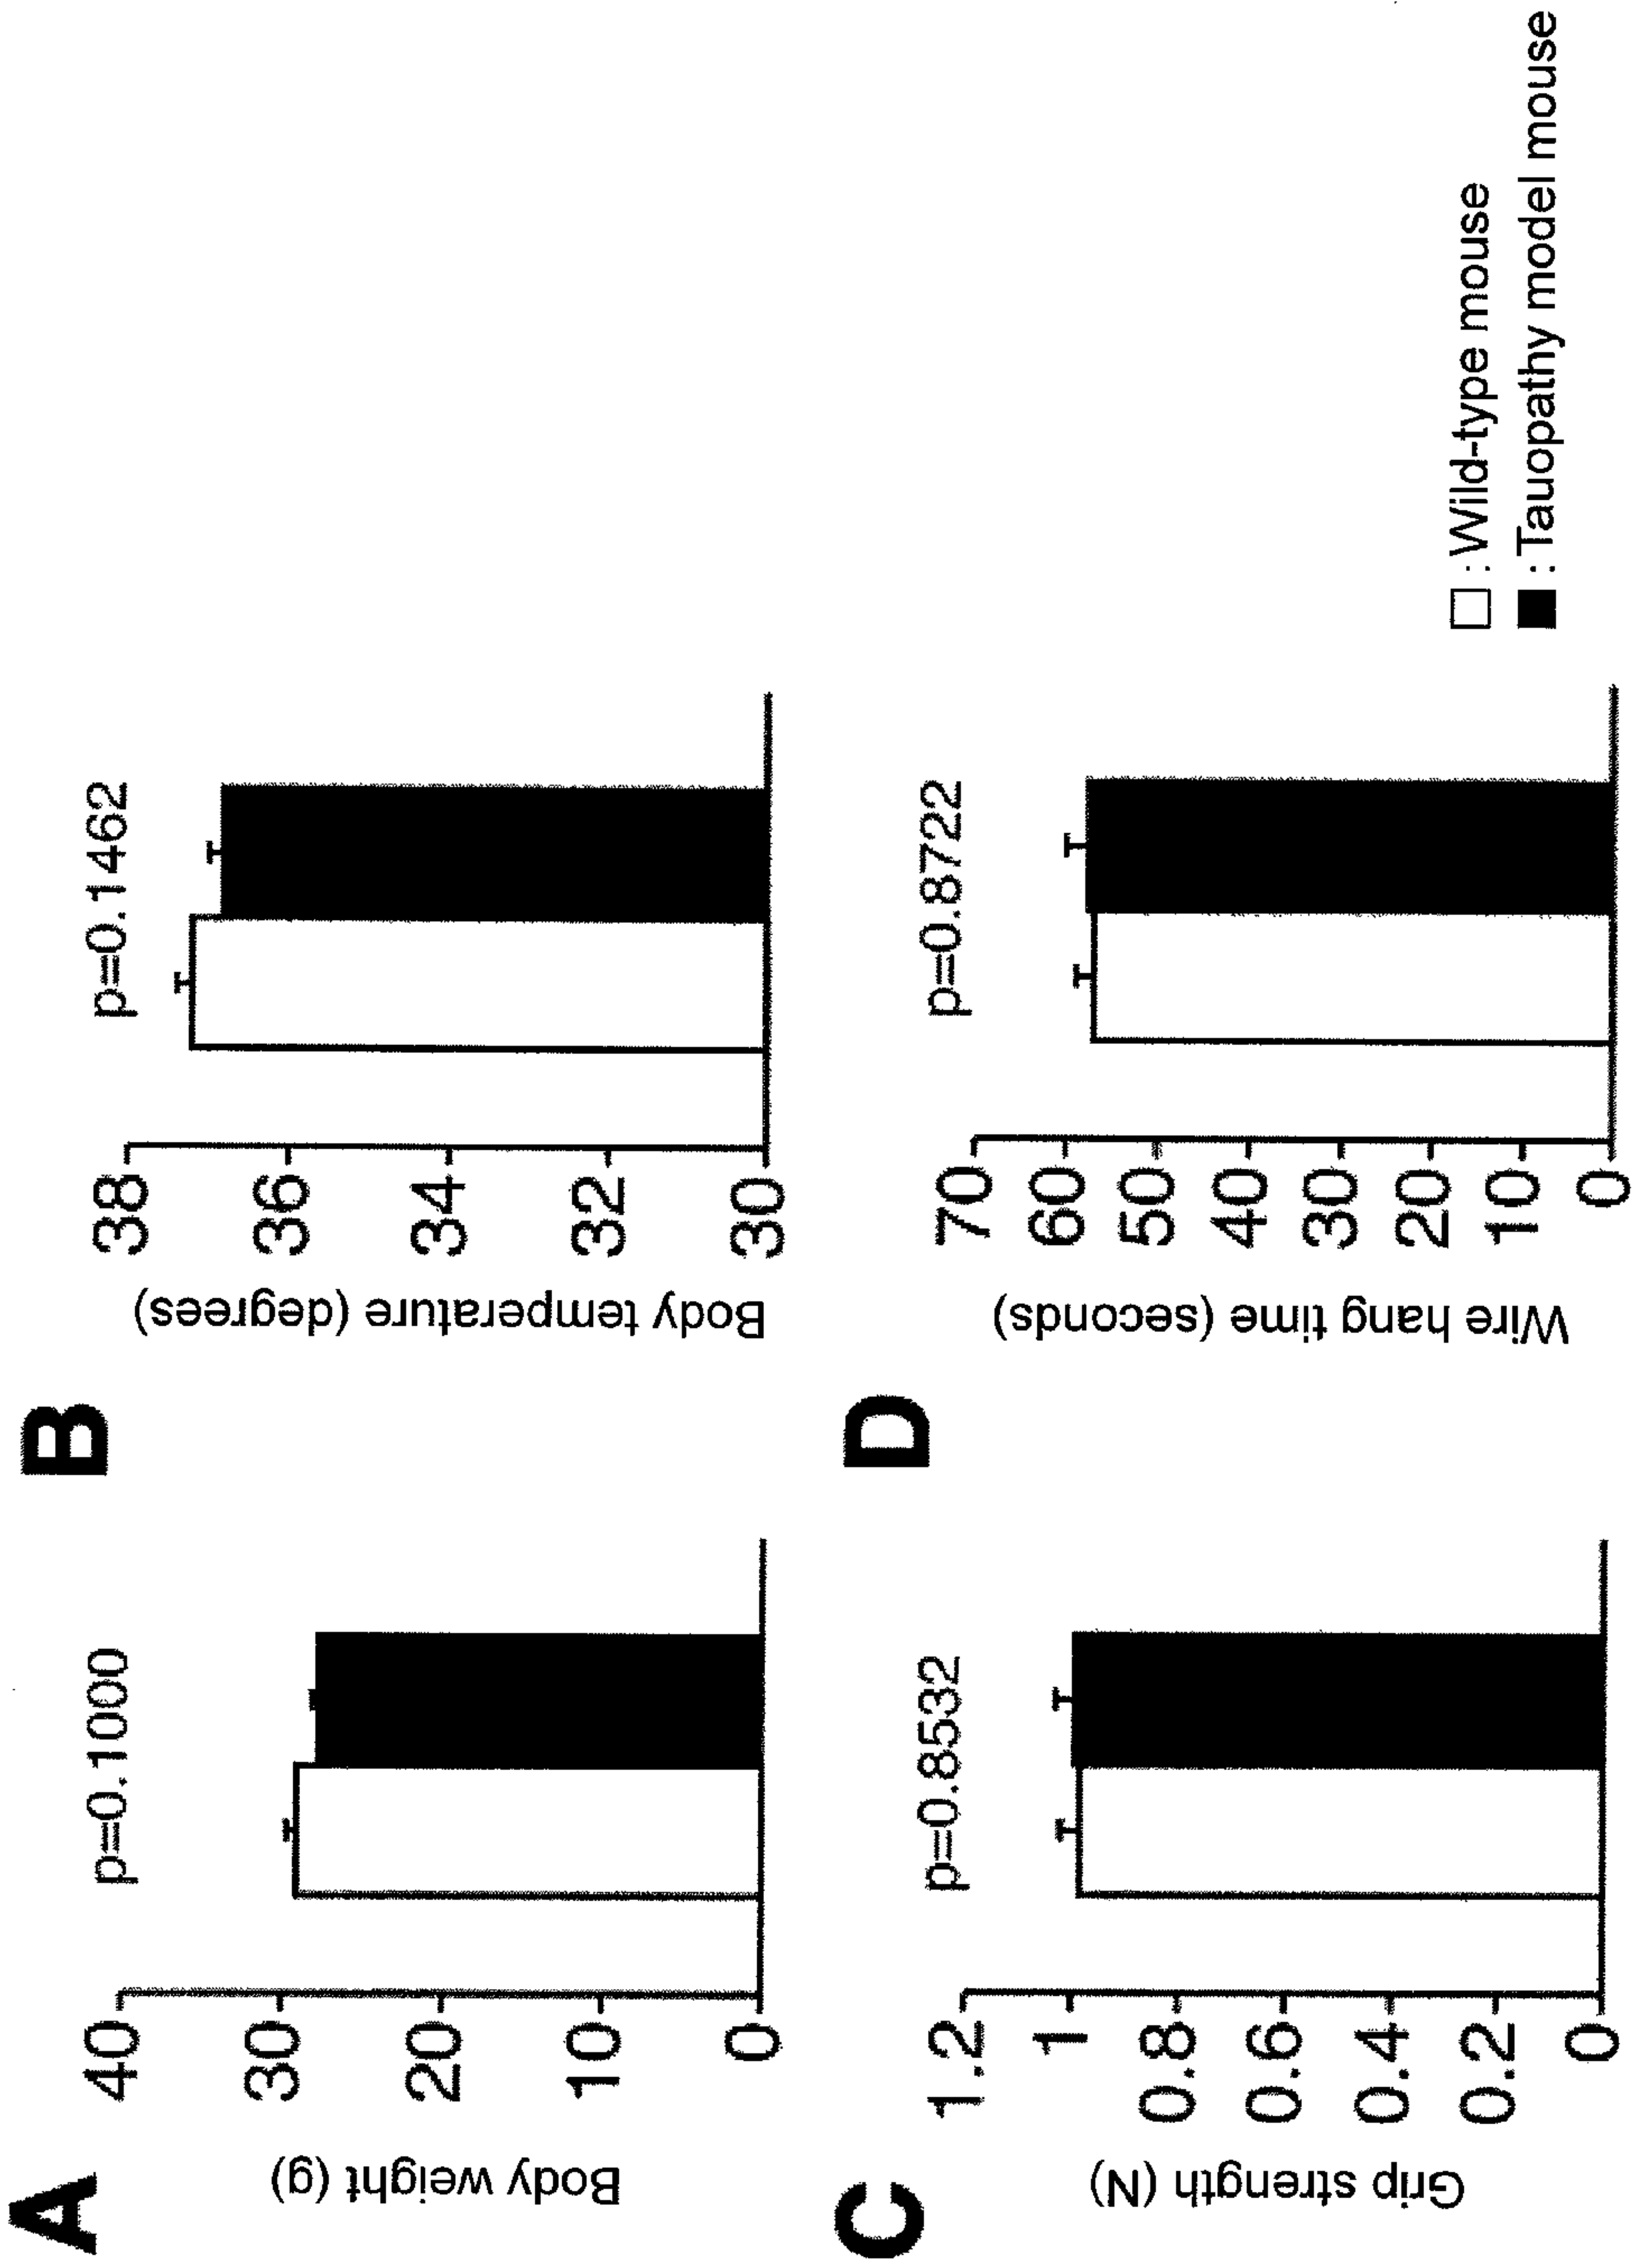 A
p=0.1000
Body weight (g)
40
30
20
10
0
B
p=0.1462
Body temperature (degrees)
38
36
34
32
30
C
p=0.8532
Grip strength (N)
1.2
1
0.8
0.6
0.4
0.2
0
D
p=0.8722
Wire hang time (seconds)
70
60
50
40
30
20
10
0
: Wild-type mouse
: Tauopathy model mouse